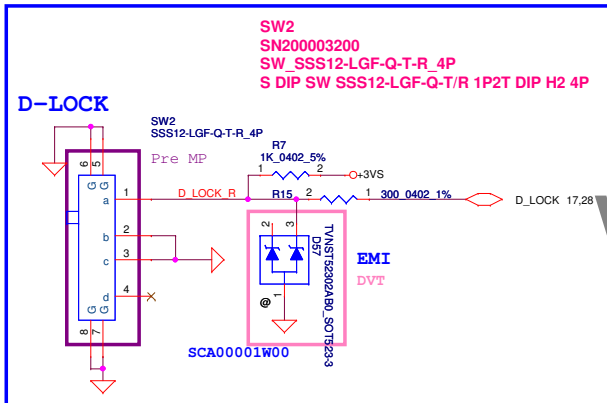 SW2
SN200003200
SW_SSS12-LGF-Q-T-R_4P
S DIP SW SSS12-LGF-Q-T/R 1P2T DIP H2 4P
D-LOCK
SW2
SSS12-LGF-Q-T-R_4P
Pre MP
R7
1K_0402_5%
1 2
+3VS
6 5
G G
a 1
D_LOCK_R
R15
2 1
300_0402_1%
D_LOCK 17,28
b 2
c 3
d 4
G G
8 7
2 3
D57
TVNST52302AB0_SOT523-3
1
@
EMI
DVT
SCA00001W00